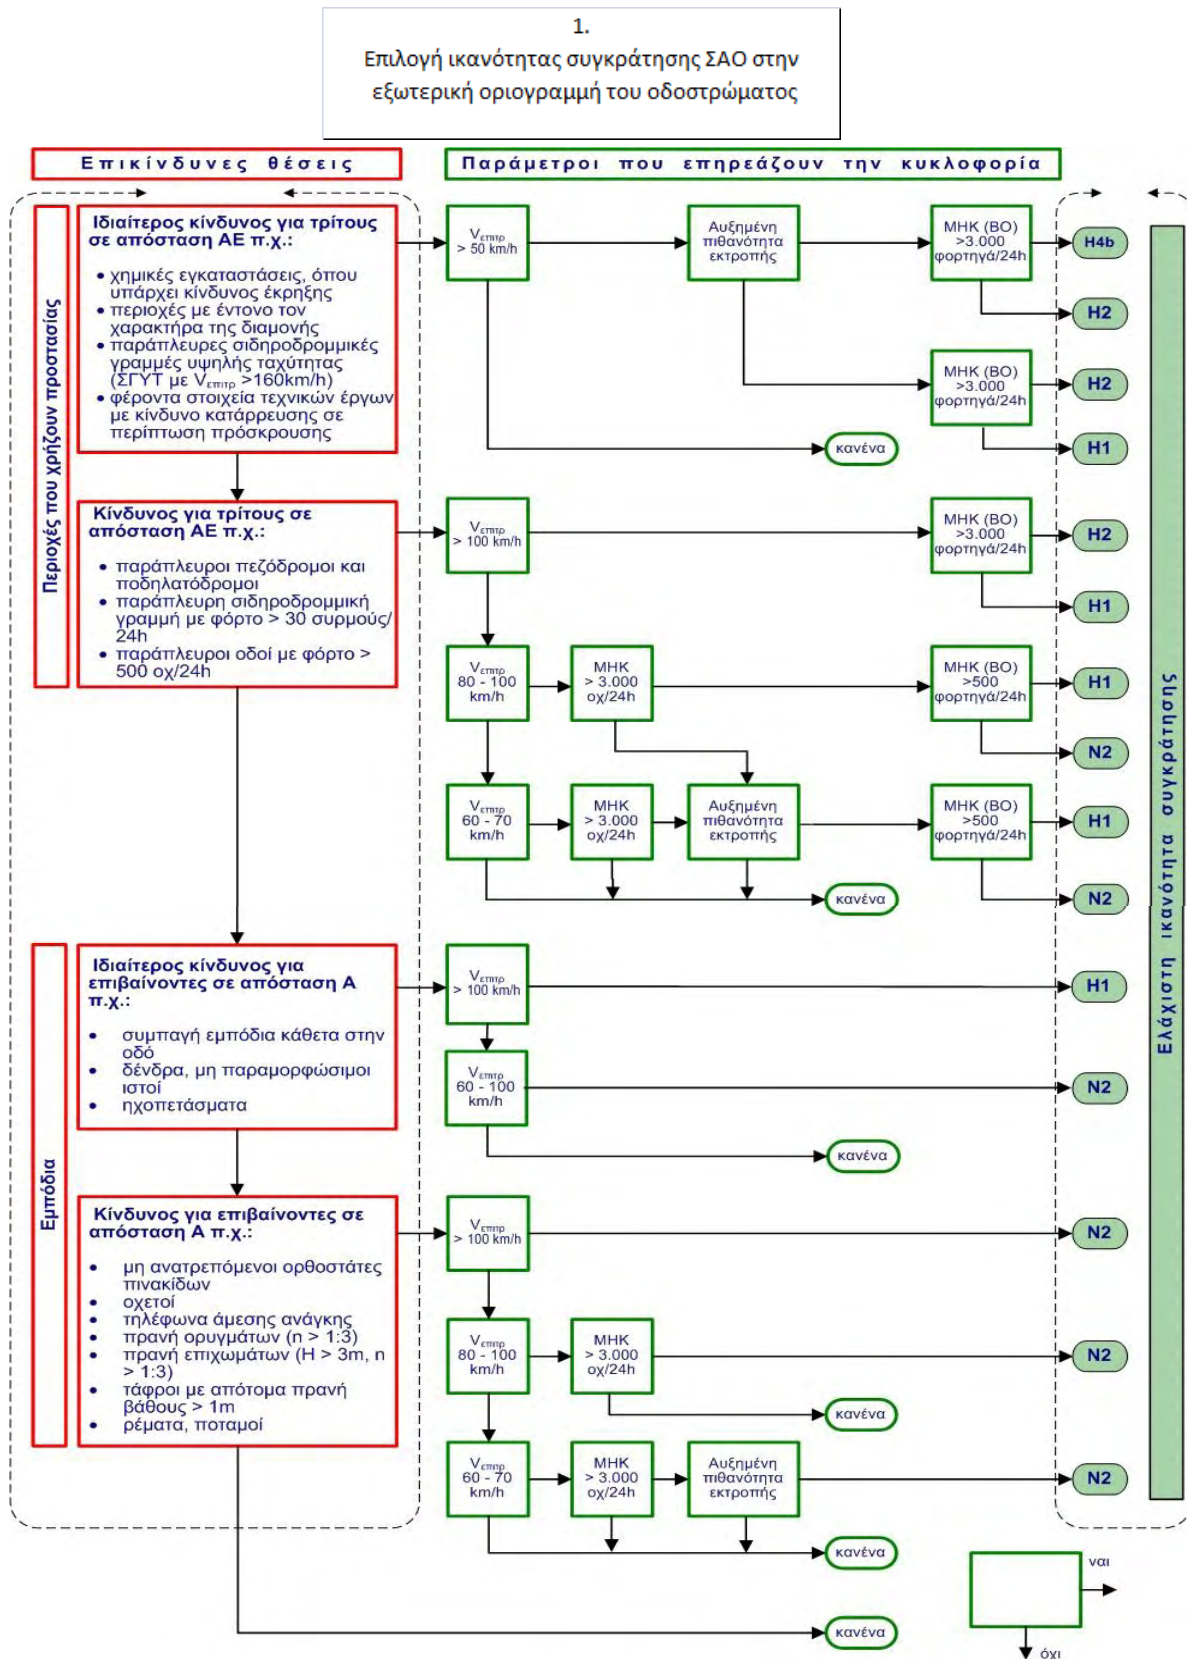 1.
Επιλογή ικανότητας συγκράτησης ΣΑΟ στην
εξωτερική οριογραμμή του οδοστρώματος
Επικίνδυνες θέσεις
Παράμετροι που επηρεάζουν την κυκλοφορία
Περιοχές που χρήζουν προστασίας
Ιδιαίτερος κίνδυνος για τρίτους
σε απόσταση ΑΕ π.χ.:
• χημικές εγκαταστάσεις, όπου
υπάρχει κίνδυνος έκρηξης
• περιοχές με έντονο τον
χαρακτήρα της διαμονής
• παράπλευρες σιδηροδρομμικές
γραμμές υψηλής ταχύτητας
(ΣΓΥΤ με Vεπιτρ >160km/h)
• φέροντα στοιχεία τεχνικών έργων
με κίνδυνο κατάρρευσης σε
περίπτωση πρόσκρουσης
Vεπιτρ
> 50 km/h
Αυξημένη
πιθανότητα
εκτροπής
ΜΗΚ (ΒΟ)
>3.000
φορτηγά/24h
H4b
H2
ΜΗΚ (ΒΟ)
>3.000
φορτηγά/24h
H2
H1
κανένα
Κίνδυνος για τρίτους σε
απόσταση ΑΕ π.χ.:
• παράπλευροι πεζόδρομοι και
ποδηλατόδρομοι
• παράπλευρη σιδηροδρομμική
γραμμή με φόρτο > 30 συρμούς/
24h
• παράπλευροι οδοί με φόρτο >
500 οχ/24h
Vεπιτρ
> 100 km/h
ΜΗΚ (ΒΟ)
>3.000
φορτηγά/24h
H2
H1
Vεπιτρ
80 - 100
km/h
ΜΗΚ
> 3.000
οχ/24h
ΜΗΚ (ΒΟ)
>500
φορτηγά/24h
H1
N2
Vεπιτρ
60 - 70
km/h
ΜΗΚ
> 3.000
οχ/24h
Αυξημένη
πιθανότητα
εκτροπής
ΜΗΚ (ΒΟ)
>500
φορτηγά/24h
H1
N2
κανένα
Εμπόδια
Ιδιαίτερος κίνδυνος για
επιβαίνοντες σε απόσταση Α
π.χ.:
• συμπαγή εμπόδια κάθετα στην
οδό
• δένδρα, μη παραμορφώσιμοι
ιστοί
• ηχοπετάσματα
Vεπιτρ
> 100 km/h
H1
Vεπιτρ
60 - 100
km/h
N2
κανένα
Κίνδυνος για επιβαίνοντες σε
απόσταση Α π.χ.:
• μη ανατρεπόμενοι ορθοστάτες
πινακίδων
• οχετοί
• τηλέφωνα άμεσης ανάγκης
• πρανή ορυγμάτων (n > 1:3)
• πρανή επιχωμάτων (H > 3m, n
> 1:3)
• τάφροι με απότομα πρανή
βάθους > 1m
• ρέματα, ποταμοί
Vεπιτρ
> 100 km/h
N2
Vεπιτρ
80 - 100
km/h
ΜΗΚ
> 3.000
οχ/24h
N2
κανένα
Vεπιτρ
60 - 70
km/h
ΜΗΚ
> 3.000
οχ/24h
Αυξημένη
πιθανότητα
εκτροπής
N2
κανένα
κανένα
Ελάχιστη ικανότητα συγκράτησης
ναι
όχι